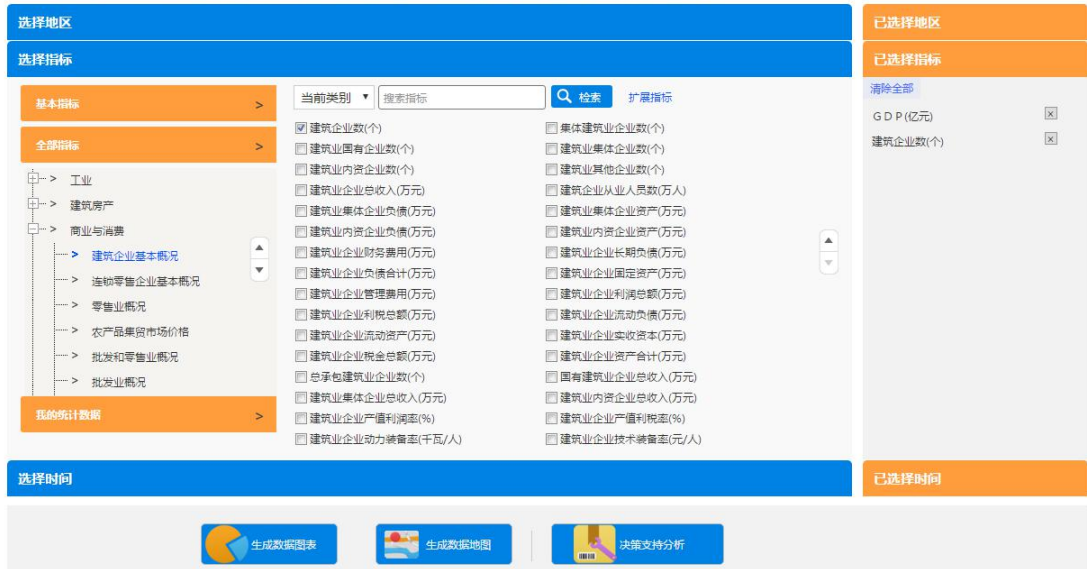 选择地区
已选择地区
选择指标
已选择指标
基本指标 >
全部指标 >
> 工业
> 建筑房产
> 商业与消费
> 建筑企业基本概况
> 连锁零售企业基本概况
> 零售业概况
> 农产品集贸市场价格
> 批发和零售业概况
> 批发业概况
我的统计数据 >
当前类别 ▼ 搜索指标 检索 扩展指标
建筑企业数(个) 集体建筑业企业数(个)
建筑业国有企业数(个) 建筑业集体企业数(个)
建筑业内资企业数(个) 建筑业其他企业数(个)
建筑业企业总收入(万元) 建筑企业从业人员数(万人)
建筑业集体企业负债(万元) 建筑业集体企业资产(万元)
建筑业内资企业负债(万元) 建筑业内资企业资产(万元)
建筑业企业财务费用(万元) 建筑业企业长期负债(万元)
建筑业企业负债合计(万元) 建筑业企业固定资产(万元)
建筑业企业管理费用(万元) 建筑业企业利润总额(万元)
建筑业企业利税总额(万元) 建筑业企业流动负债(万元)
建筑业企业流动资产(万元) 建筑业企业实收资本(万元)
建筑业企业税金总额(万元) 建筑业企业资产合计(万元)
总承包建筑业企业数(个) 国有建筑业企业总收入(万元)
建筑业集体企业总收入(万元) 建筑业内资企业总收入(万元)
建筑业企业产值利润率(%) 建筑业企业产值利税率(%)
建筑业企业动力装备率(千瓦/人) 建筑业企业技术装备率(元/人)
清除全部
ＧＤＰ(亿元)
建筑企业数(个)
选择时间
已选择时间
生成数据图表 生成数据地图 决策支持分析